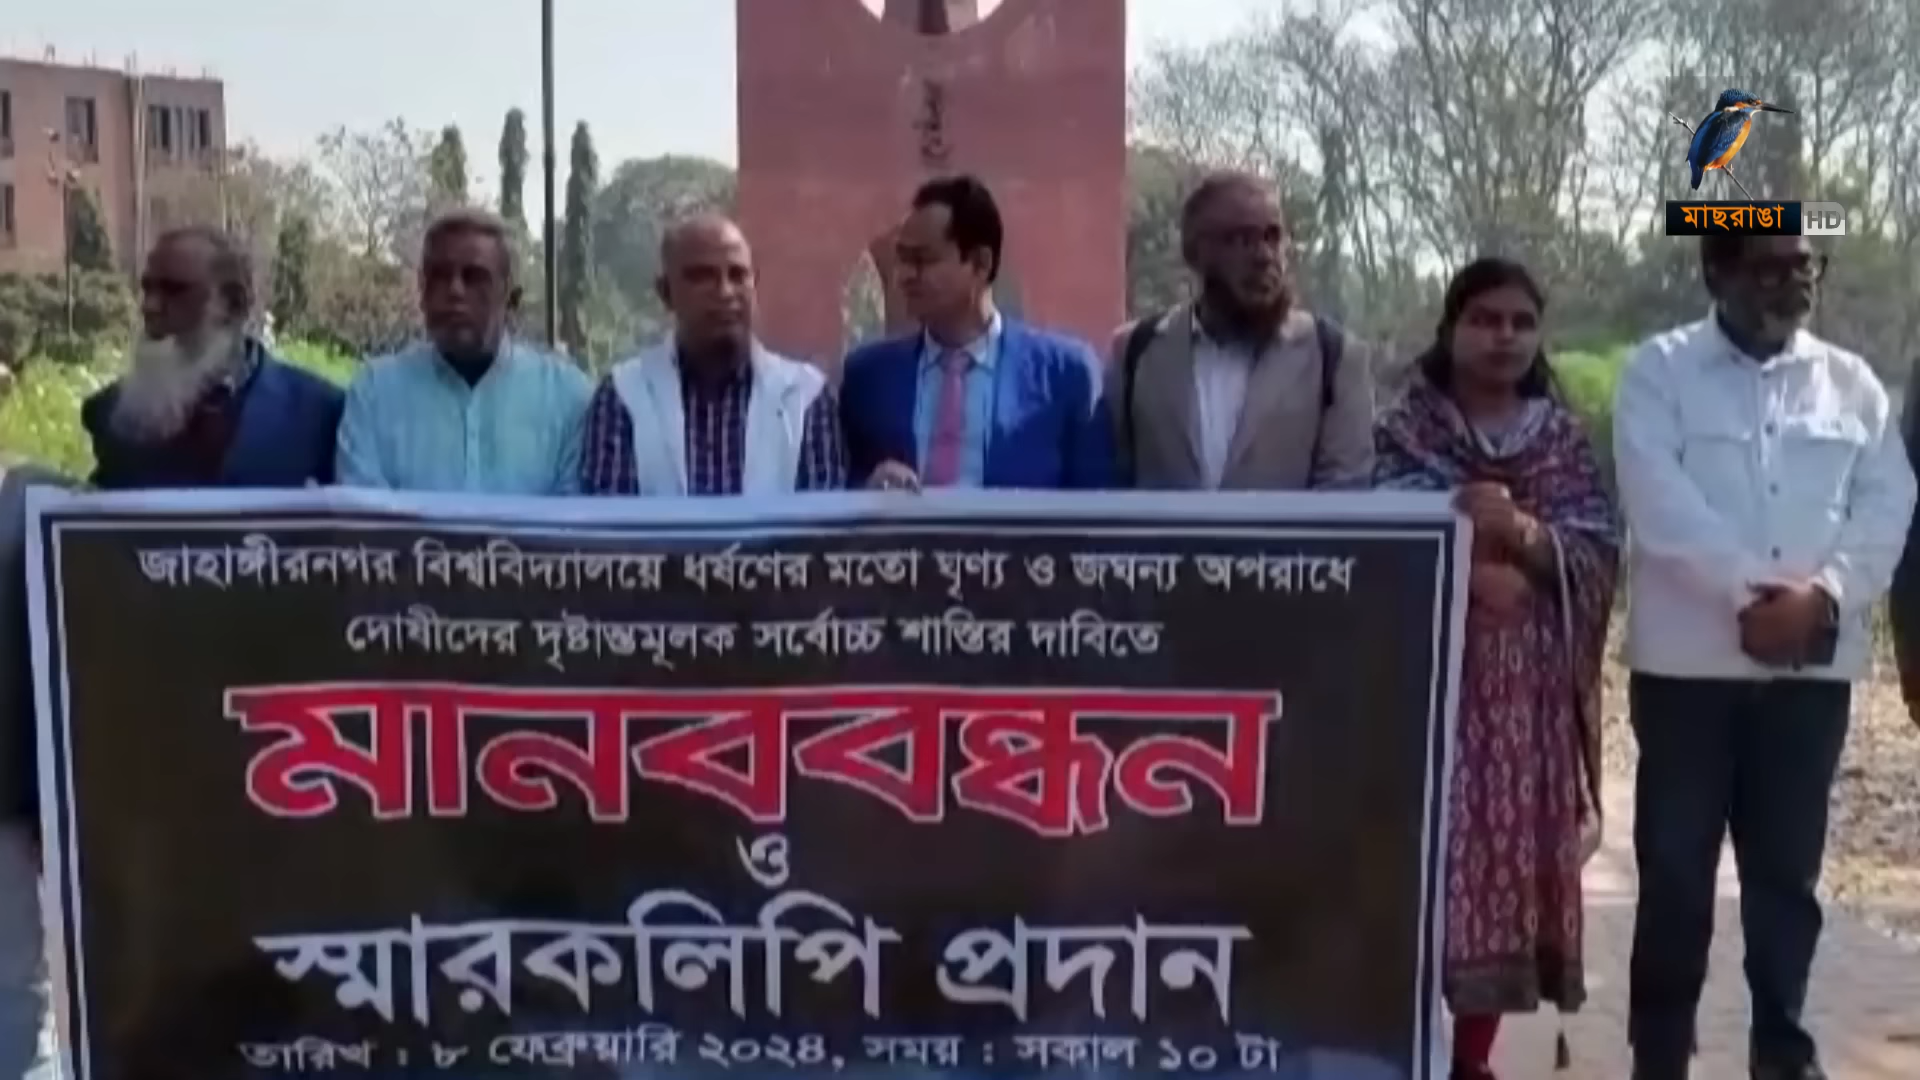 মাছরাঙা HD
জাহাঙ্গীরনগর বিশ্ববিদ্যালয়ে ধর্ষণের মতো ঘৃণ্য ও জঘন্য অপরাধে
দোষীদের দৃষ্টান্তমূলক সর্বোচ্চ শাস্তির দাবিতে
মানববন্ধন
ও
স্মারকলিপি প্রদান
তারিখ : ৮ ফেব্রুয়ারি ২০২৪, সময় : সকাল ১০ টা